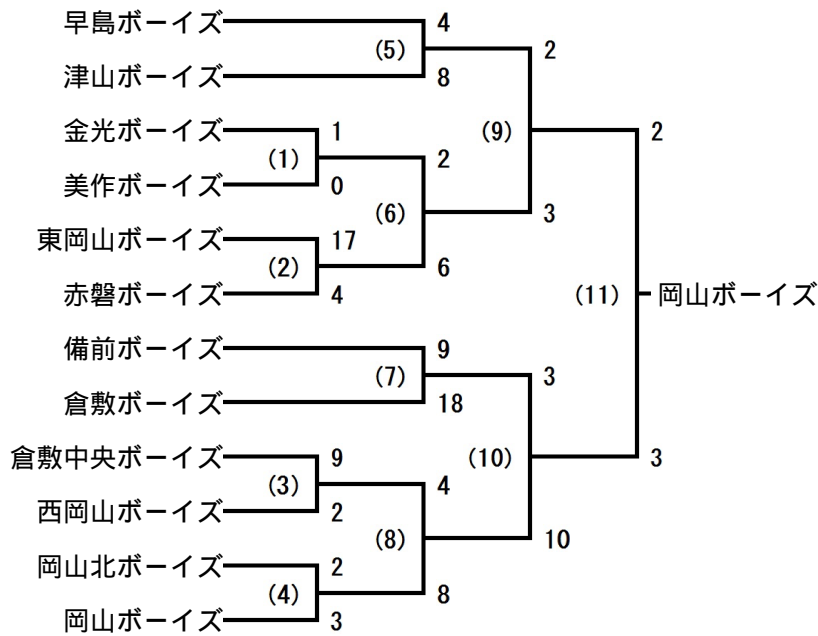 早島ボーイズ 4
(5) 2
津山ボーイズ 8
金光ボーイズ 1
(9) 2
(1) 2
美作ボーイズ 0
(6) 3
東岡山ボーイズ 17
(2) 6
赤磐ボーイズ 4
(11) 岡山ボーイズ
備前ボーイズ 9
(7) 3
倉敷ボーイズ 18
倉敷中央ボーイズ 9
(10) 3
(3) 4
西岡山ボーイズ 2
(8) 10
岡山北ボーイズ 2
(4) 8
岡山ボーイズ 3